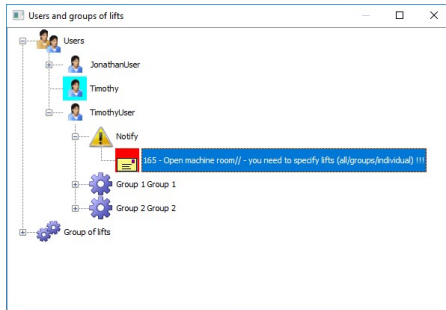 Users and groups of lifts
Users
JonathanUser
Timothy
TimothyUser
Notify
165 - Open machine room// - you need to specify lifts (all/groups/individual) !!!
Group 1 Group 1
Group 2 Group 2
Group of lifts